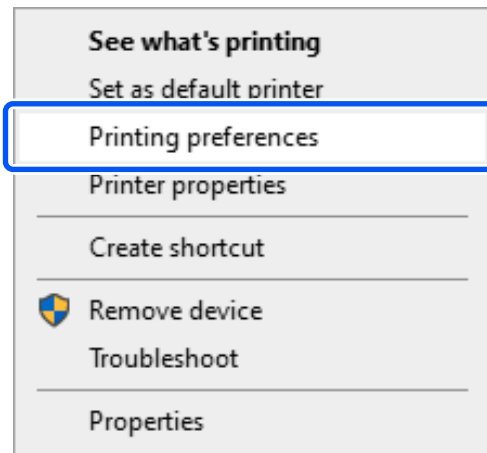 See what's printing
Set as default printer
Printing preferences
Printer properties
Create shortcut
Remove device
Troubleshoot
Properties